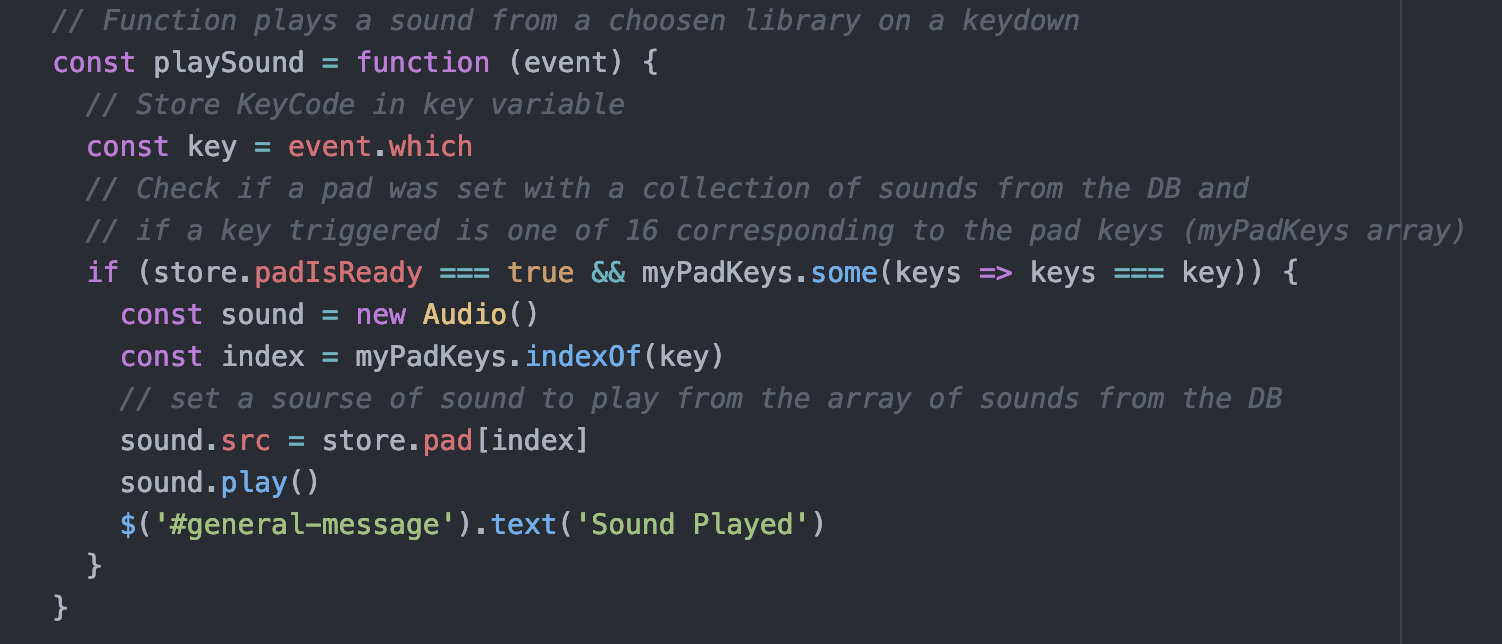 // Function plays a sound from a choosen library on a keydown
const playSound = function (event) {
  // Store KeyCode in key variable
  const key = event.which
  // Check if a pad was set with a collection of sounds from the DB and
  // if a key triggered is one of 16 corresponding to the pad keys (myPadKeys array)
  if (store.padIsReady === true && myPadKeys.some(keys => keys === key)) {
    const sound = new Audio()
    const index = myPadKeys.indexOf(key)
    // set a sourse of sound to play from the array of sounds from the DB
    sound.src = store.pad[index]
    sound.play()
    $('#general-message').text('Sound Played')
  }
}